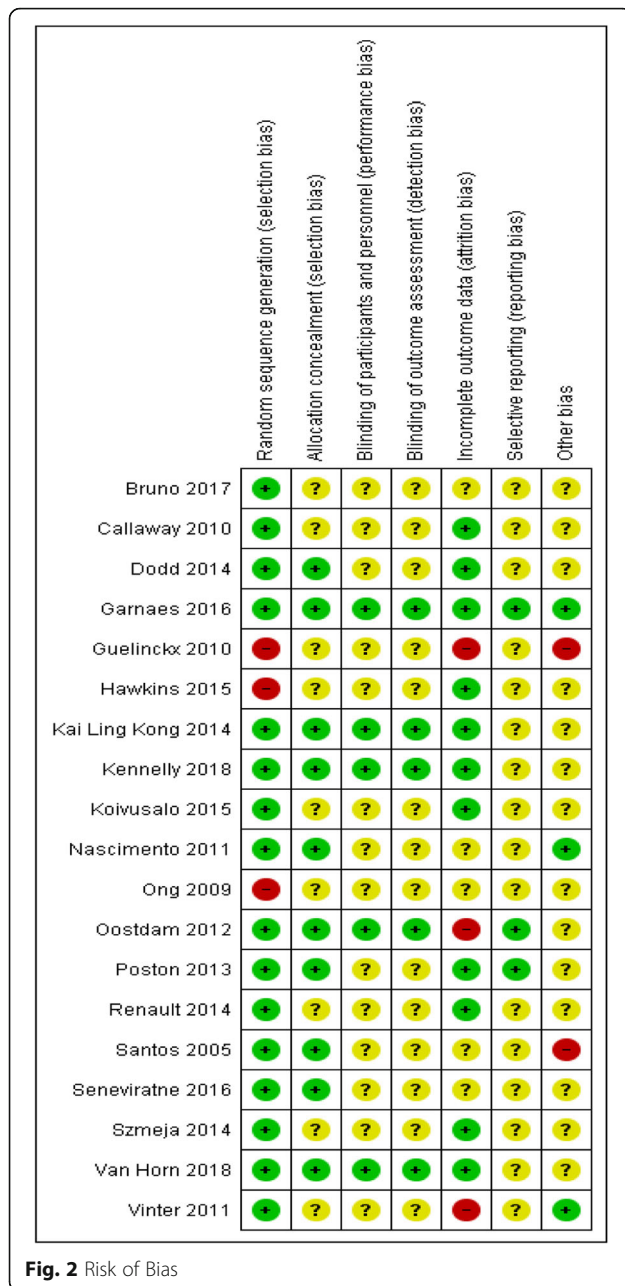 Random sequence generation (selection bias)
Allocation concealment (selection bias)
Blinding of participants and personnel (performance bias)
Blinding of outcome assessment (detection bias)
Incomplete outcome data (attrition bias)
Selective reporting (reporting bias)
Other bias
Bruno 2017 + ? ? ? ? ? ?
Callaway 2010 + ? ? ? + ? ?
Dodd 2014 + + ? ? + ? ?
Garnaes 2016 + + + + + + +
Guelinckx 2010 - ? ? ? - ? -
Hawkins 2015 - ? ? ? + ? ?
Kai Ling Kong 2014 + + + + + ? ?
Kennelly 2018 + + + + + ? ?
Koivusalo 2015 + ? ? ? + ? ?
Nascimento 2011 + + ? ? ? ? +
Ong 2009 - ? ? ? ? ? ?
Oostdam 2012 + + + + - + ?
Poston 2013 + + ? ? + + ?
Renault 2014 + ? ? ? + ? ?
Santos 2005 + + ? ? ? ? -
Seneviratne 2016 + + ? ? ? ? ?
Szmeja 2014 + ? ? ? + ? ?
Van Horn 2018 + + + + + ? ?
Vinter 2011 + ? ? ? - ? +
Fig. 2 Risk of Bias